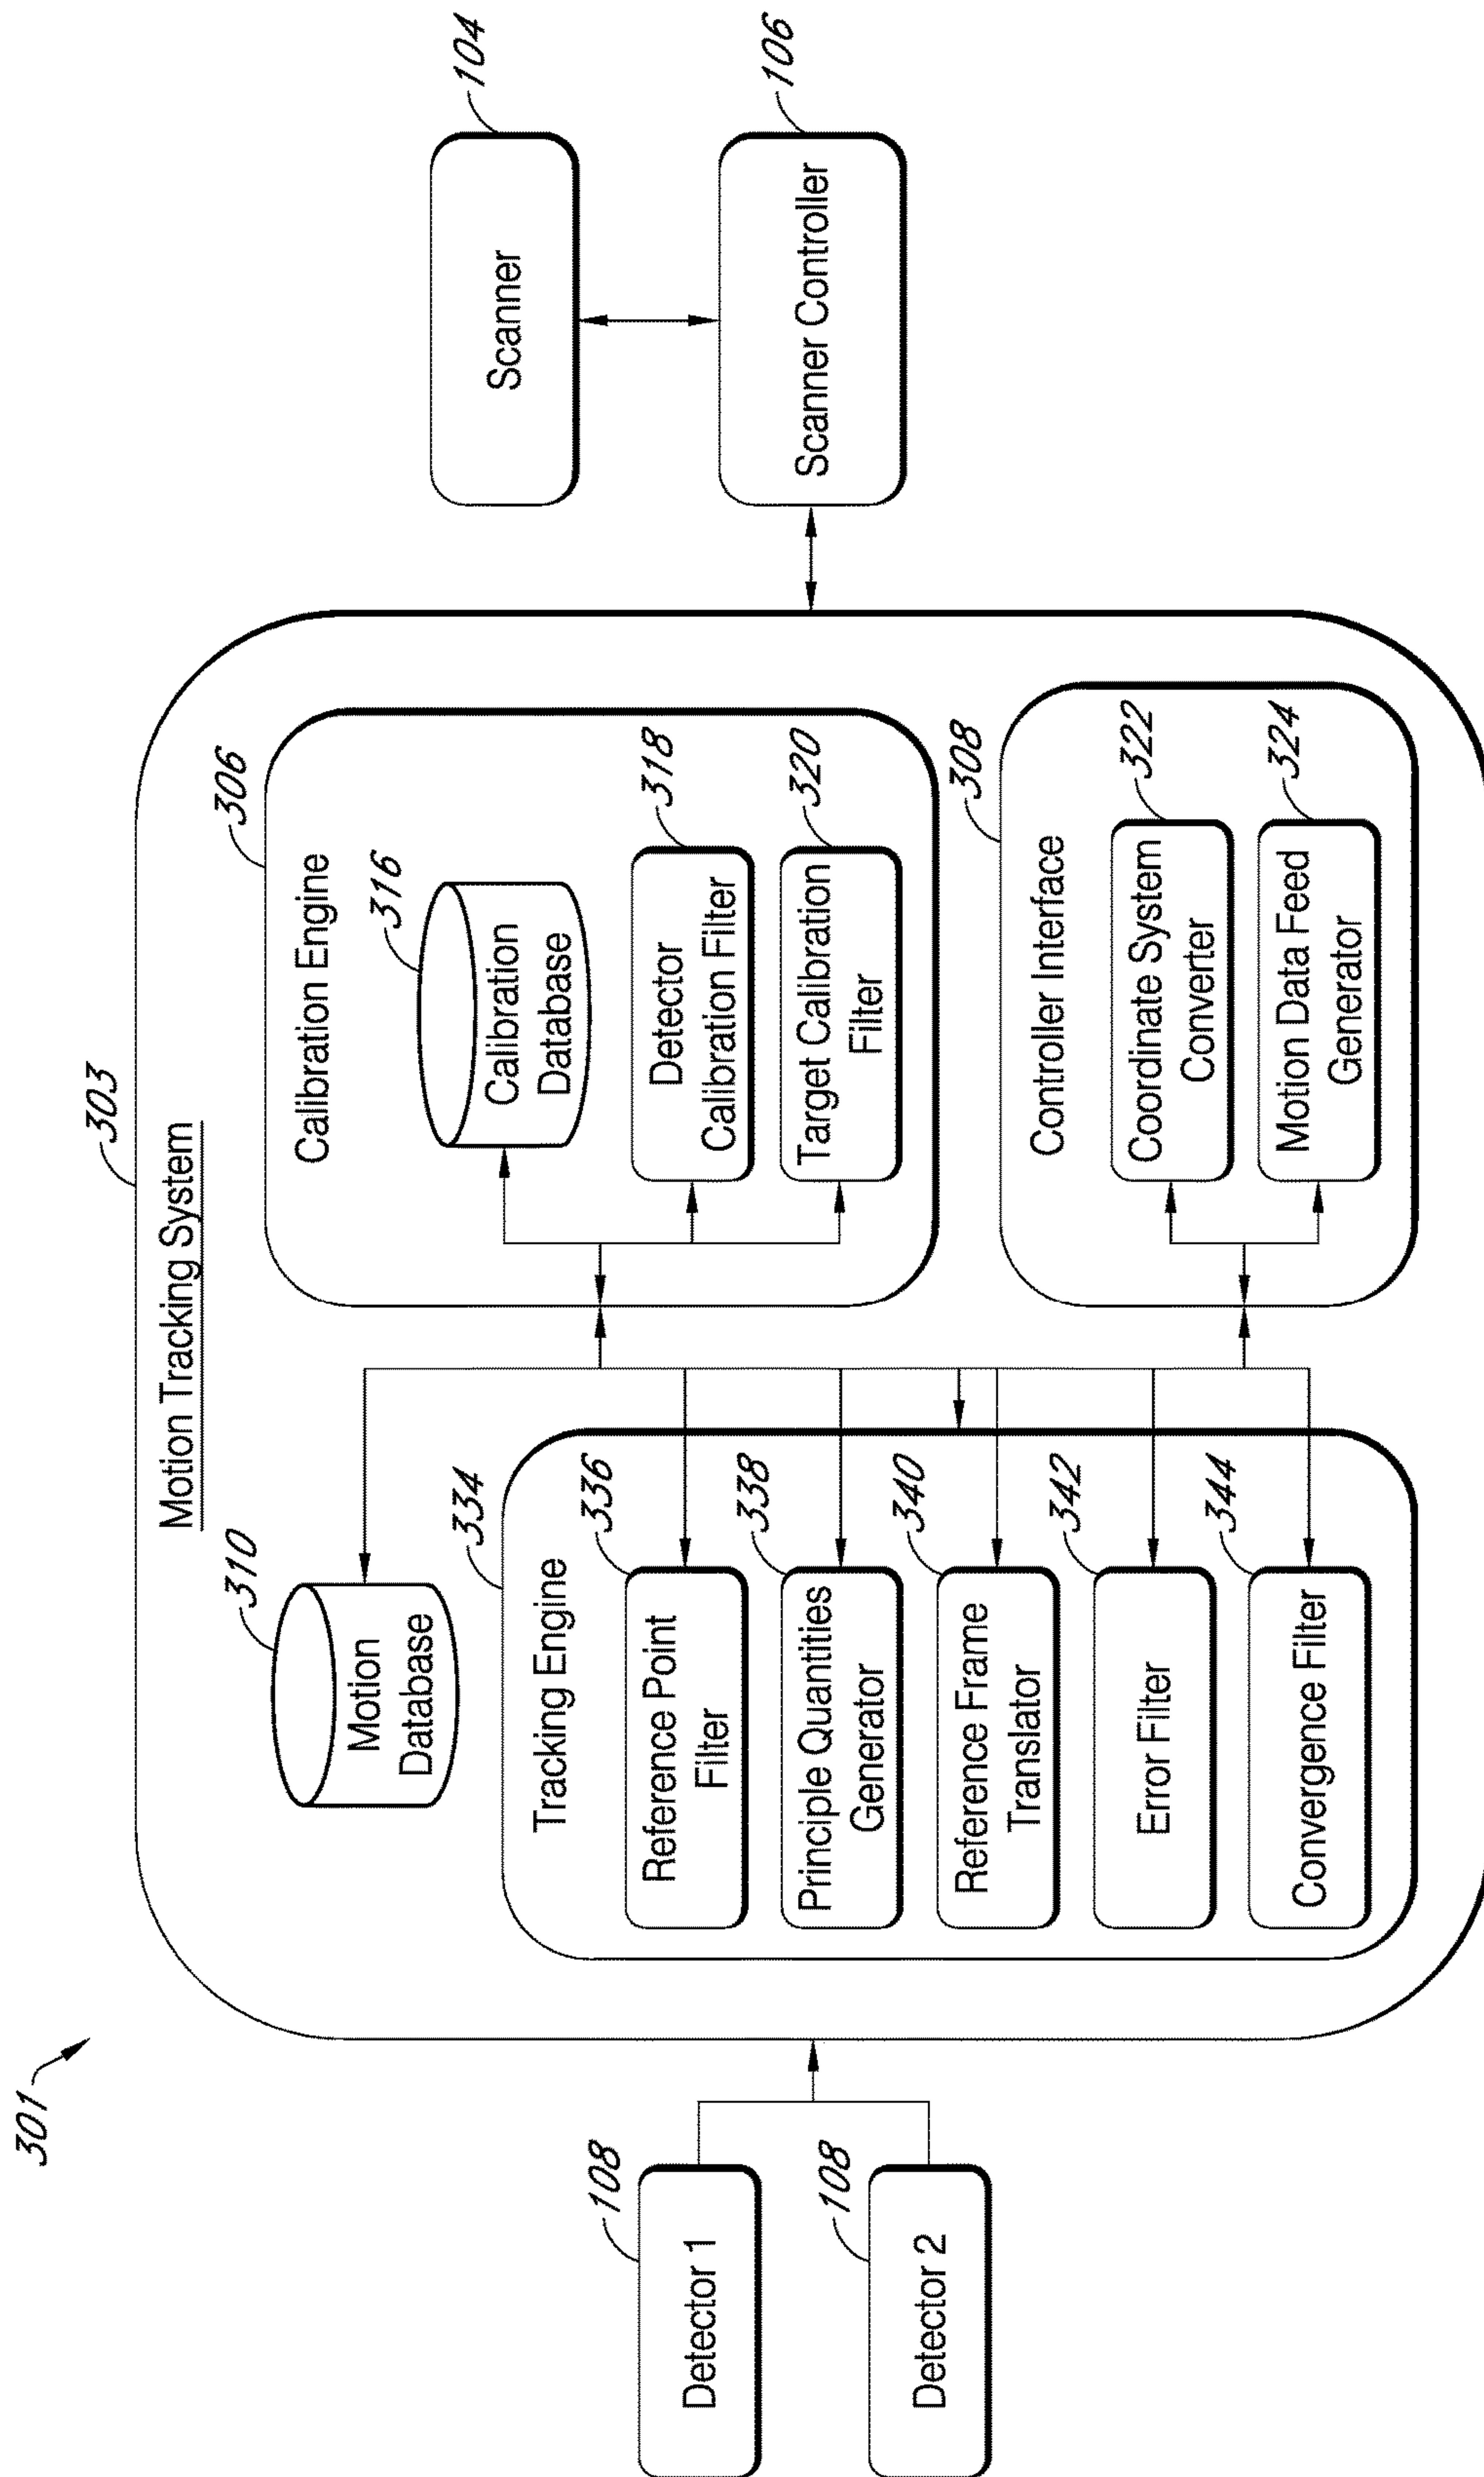 301
303
Motion Tracking System
310
Motion
Database
334
Tracking Engine
336
Reference Point
Filter
338
Principle Quantities
Generator
340
Reference Frame
Translator
342
Error Filter
344
Convergence Filter
306
Calibration Engine
316
Calibration
Database
318
Detector
Calibration Filter
320
Target Calibration
Filter
308
Controller Interface
322
Coordinate System
Converter
324
Motion Data Feed
Generator
108
Detector 1
108
Detector 2
104
Scanner
106
Scanner Controller